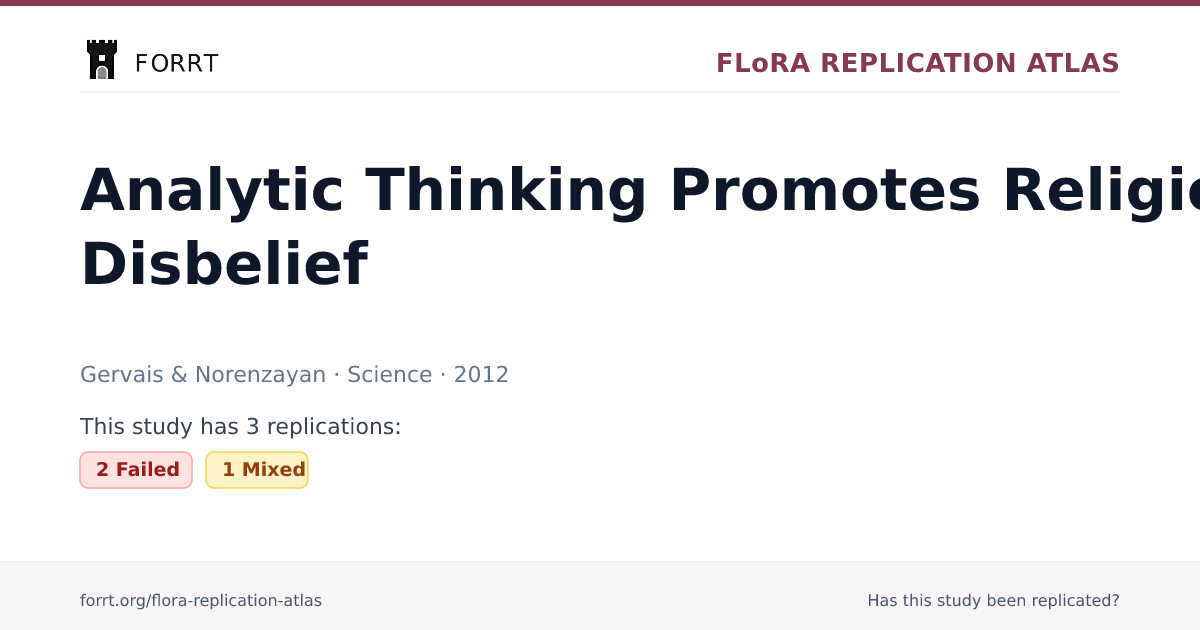 FORRT
FLoRA REPLICATION ATLAS
Analytic Thinking Promotes
Disbelief
Gervais & Norenzayan · Science · 2012
This study has 3 replications:
2 Failed
1 Mixed
forrt.org/flora-replication-atlas
Has this study been replicated?